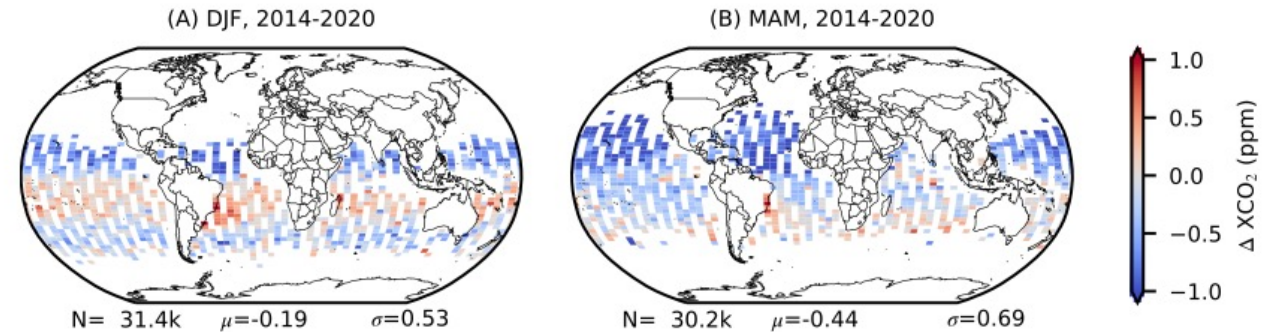 (A) DJF, 2014-2020
(B) MAM, 2014-2020
1.0
0.5
0.0
−0.5
−1.0
Δ XCO₂ (ppm)
N= 31.4k μ=-0.19 σ=0.53
N= 30.2k μ=-0.44 σ=0.69